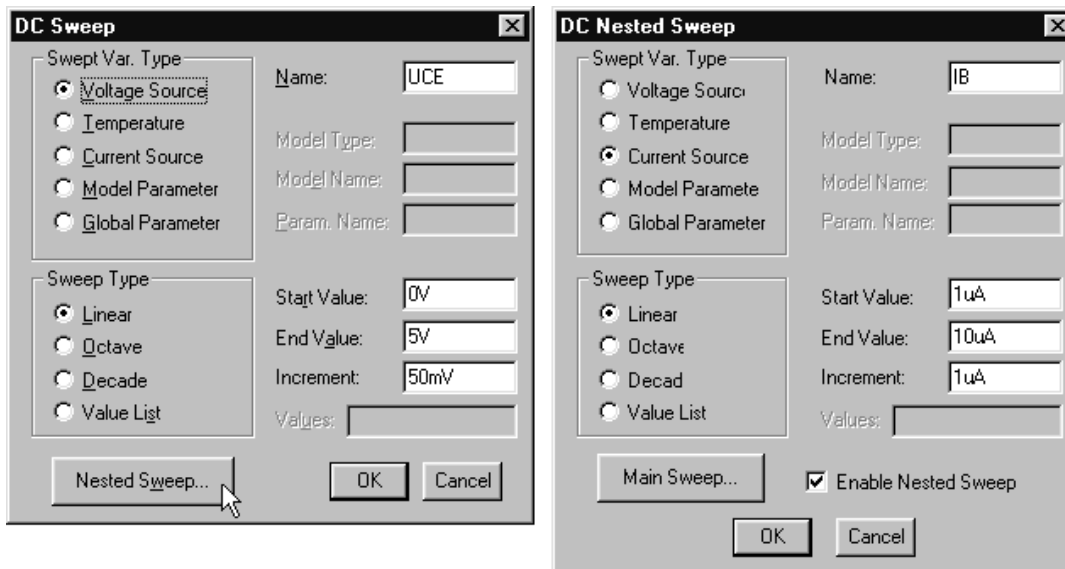 DC Sweep
Swept Var. Type
Voltage Source
Temperature
Current Source
Model Parameter
Global Parameter
Name: UCE
Model Type:
Model Name:
Param. Name:
Sweep Type
Linear
Octave
Decade
Value List
Start Value: 0V
End Value: 5V
Increment: 50mV
Values:
Nested Sweep...
OK
Cancel
DC Nested Sweep
Swept Var. Type
Voltage Sourc
Temperature
Current Source
Model Paramete
Global Parameter
Name: IB
Model Type:
Model Name:
Param. Name:
Sweep Type
Linear
Octave
Decad
Value List
Start Value: 1uA
End Value: 10uA
Increment: 1uA
Values:
Main Sweep...
Enable Nested Sweep
OK
Cancel